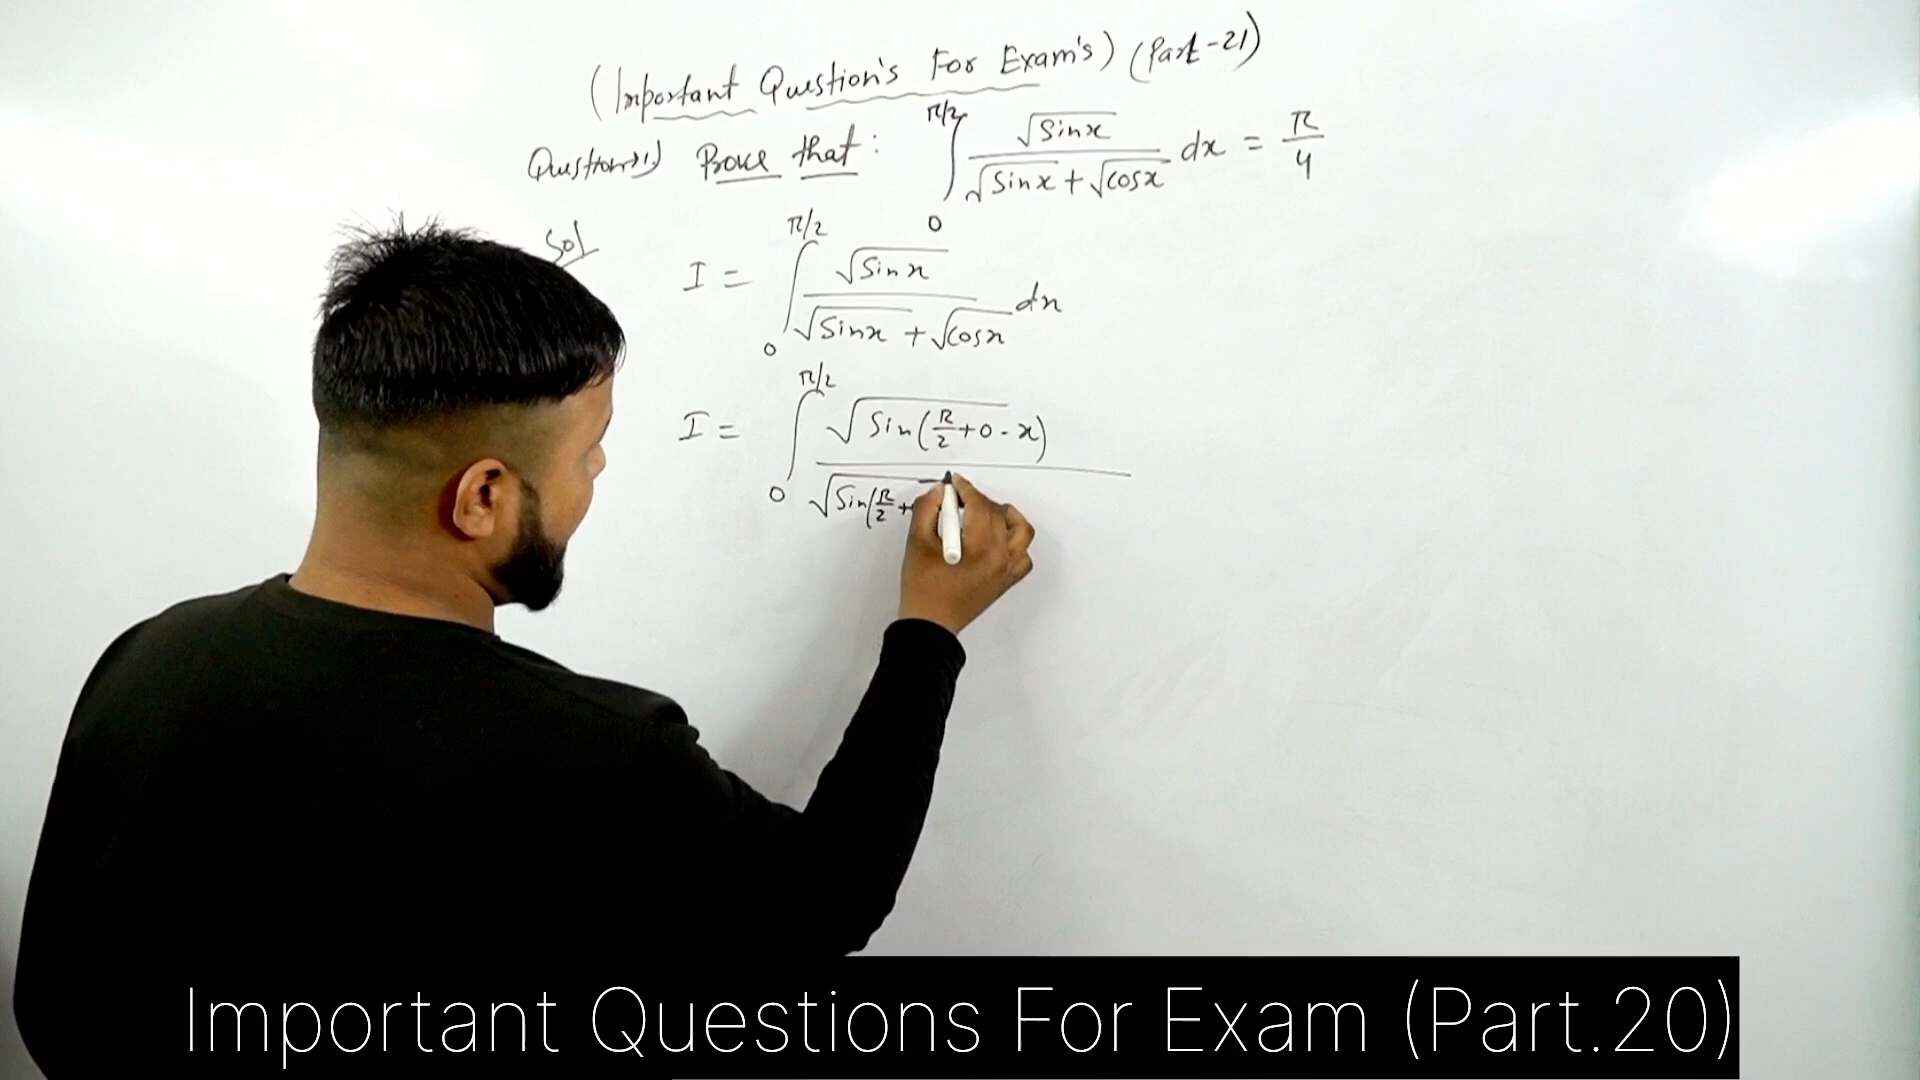 (Important Question's For Exam's) (Part-21)
Question→1) Prove that: ∫₀^π/2 √sinx / (√sinx + √cosx) dx = π/4
Sol
I = ∫₀^π/2 √sinx / (√sinx + √cosx) dx
I = ∫₀^π/2 √sin(π/2+0-x)
√sin(π/2+
Important Questions For Exam (Part.20)